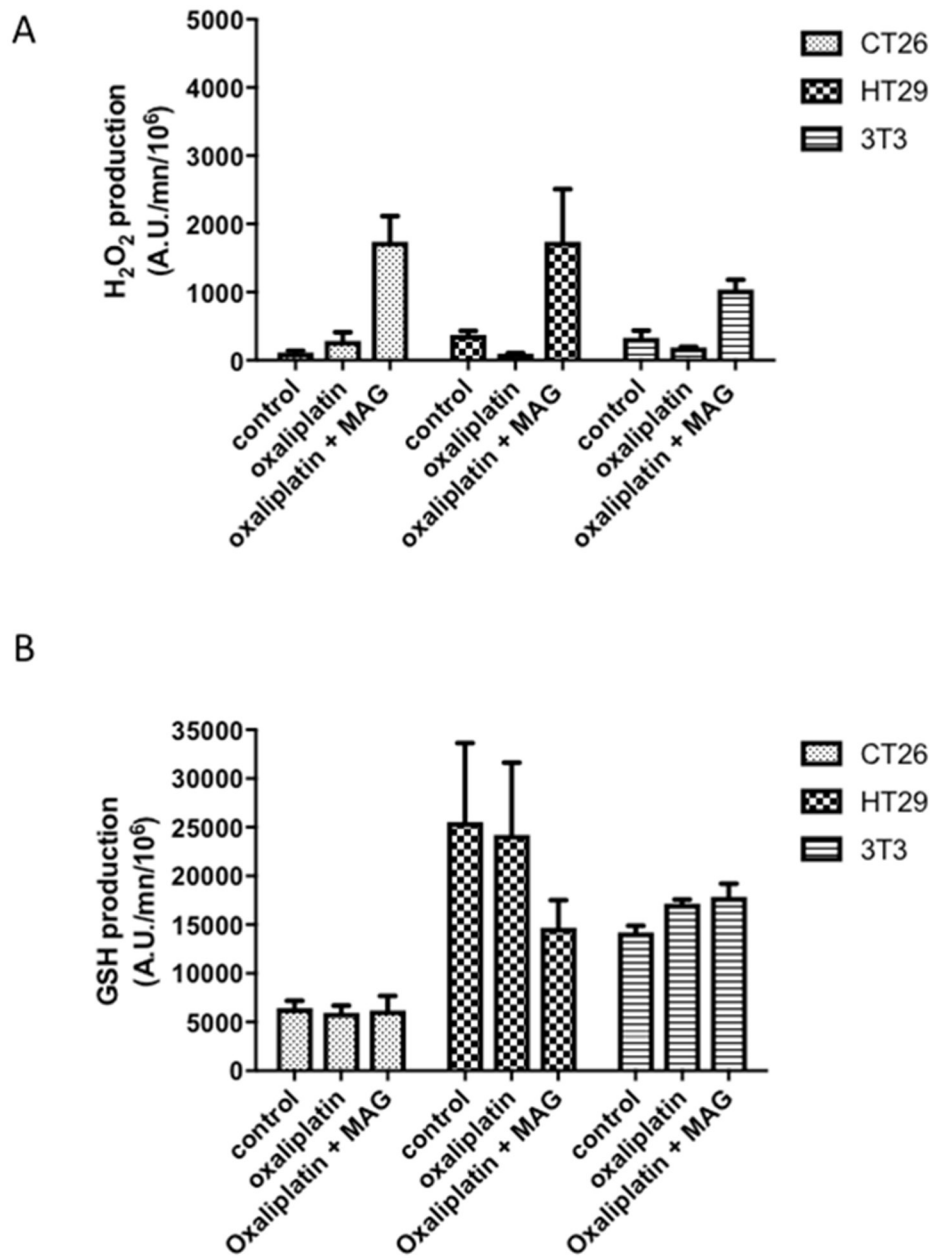 A
5000
4000
3000
2000
1000
0
H₂O₂ production
(A.U./mn/10⁶)
CT26
HT29
3T3
control
oxaliplatin
oxaliplatin + MAG
control
oxaliplatin
oxaliplatin + MAG
control
oxaliplatin
oxaliplatin + MAG
B
35000
30000
25000
20000
15000
10000
5000
0
GSH production
(A.U./mn/10⁶)
CT26
HT29
3T3
control
oxaliplatin
Oxaliplatin + MAG
control
oxaliplatin
Oxaliplatin + MAG
control
oxaliplatin
Oxaliplatin + MAG